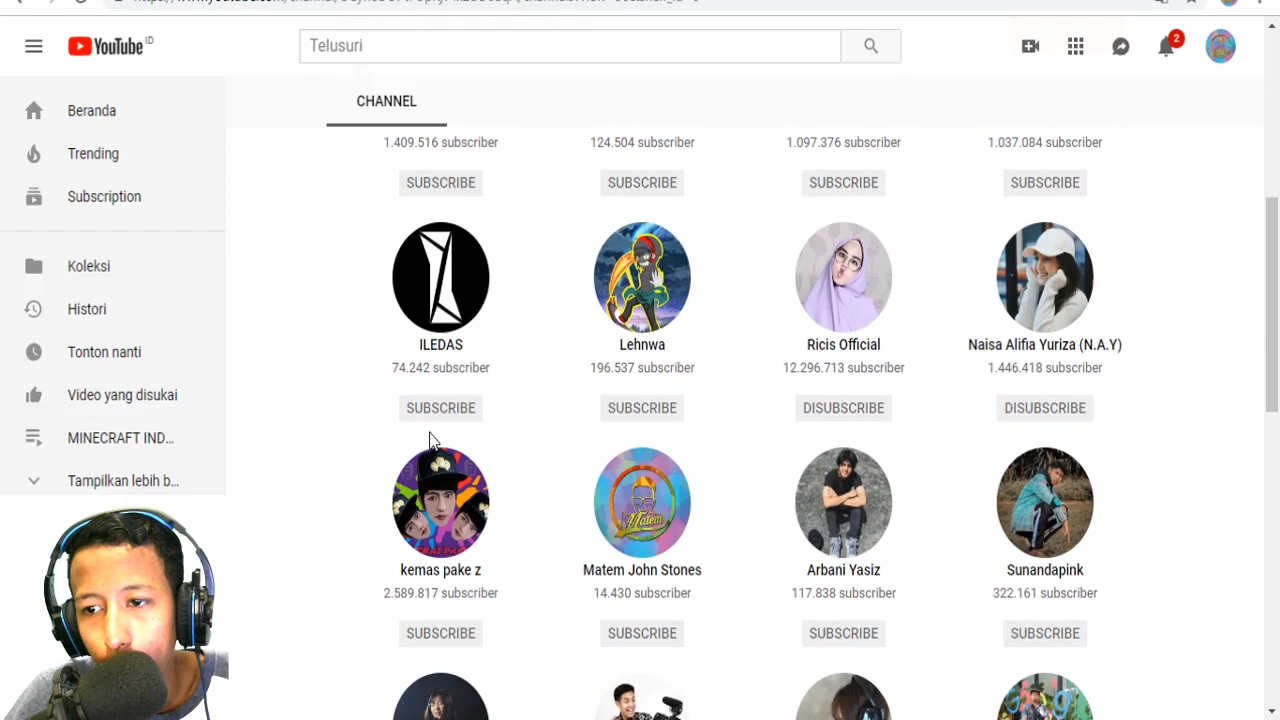 YouTube ID
Telusuri
2
Beranda
Trending
Subscription
Koleksi
Histori
Tonton nanti
Video yang disukai
MINECRAFT IND...
Tampilkan lebih b...
CHANNEL
1.409.516 subscriber
124.504 subscriber
1.097.376 subscriber
1.037.084 subscriber
SUBSCRIBE
SUBSCRIBE
SUBSCRIBE
SUBSCRIBE
ILEDAS
Lehnwa
Ricis Official
Naisa Alifia Yuriza (N.A.Y)
74.242 subscriber
196.537 subscriber
12.296.713 subscriber
1.446.418 subscriber
SUBSCRIBE
SUBSCRIBE
DISUBSCRIBE
DISUBSCRIBE
Matem
kemas pake z
Matem John Stones
Arbani Yasiz
Sunandapink
2.589.817 subscriber
14.430 subscriber
117.838 subscriber
322.161 subscriber
SUBSCRIBE
SUBSCRIBE
SUBSCRIBE
SUBSCRIBE